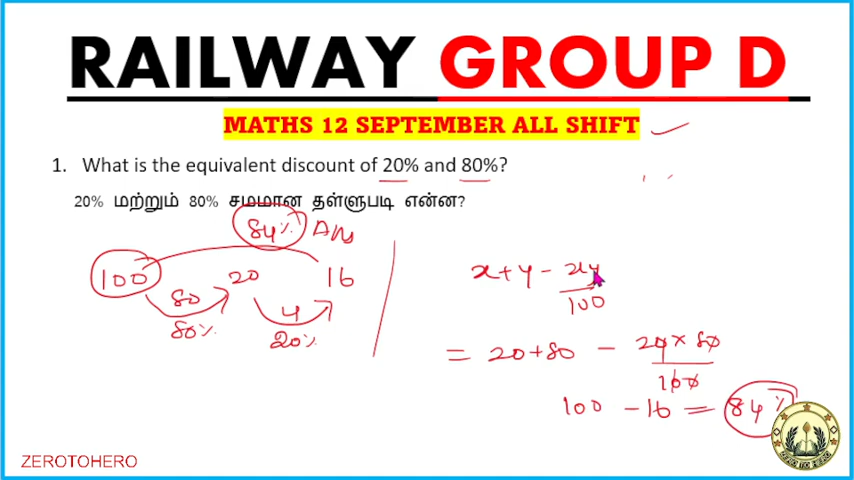 RAILWAY GROUP D
MATHS 12 SEPTEMBER ALL SHIFT
1. What is the equivalent discount of 20% and 80%?
20% மற்றும் 80% சமமான தள்ளுபடி என்ன?
84% Ans
100 20 16
80 4
80% 20%
x + y - xy/100
= 20 + 80 - 20 × 80/100
100 - 16 = 84%
ZEROTOHERO